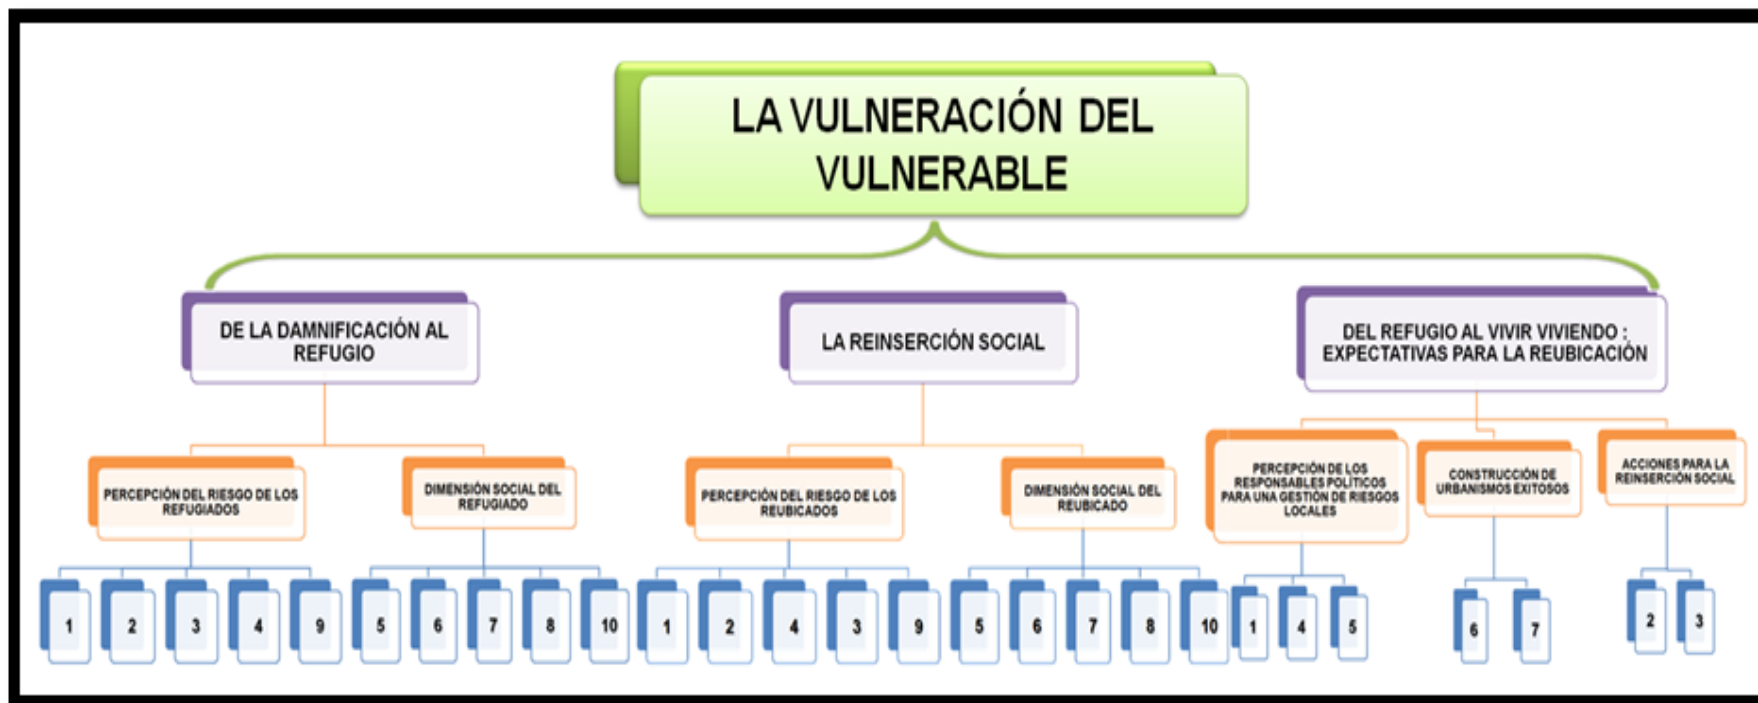 LA VULNERACIÓN DEL
VULNERABLE
DE LA DAMNIFICACIÓN AL
REFUGIO
LA REINSERCIÓN SOCIAL
DEL REFUGIO AL VIVIR VIVIENDO :
EXPECTATIVAS PARA LA REUBICACIÓN
PERCEPCIÓN DEL RIESGO DE LOS
REFUGIADOS
DIMENSIÓN SOCIAL DEL
REFUGIADO
PERCEPCIÓN DEL RIESGO DE LOS
REUBICADOS
DIMENSIÓN SOCIAL DEL
REUBICADO
PERCEPCIÓN DE LOS
RESPONSABLES POLÍTICOS
PARA UNA GESTIÓN DE RIESGOS
LOCALES
CONSTRUCCIÓN DE
URBANISMOS ÉXITOSOS
ACCIONES PARA LA
REINSERCIÓN SOCIAL
1 2 3 4 9 5 6 7 8 10 1 2 4 3 9 5 6 7 8 10 1 4 5 6 7 2 3